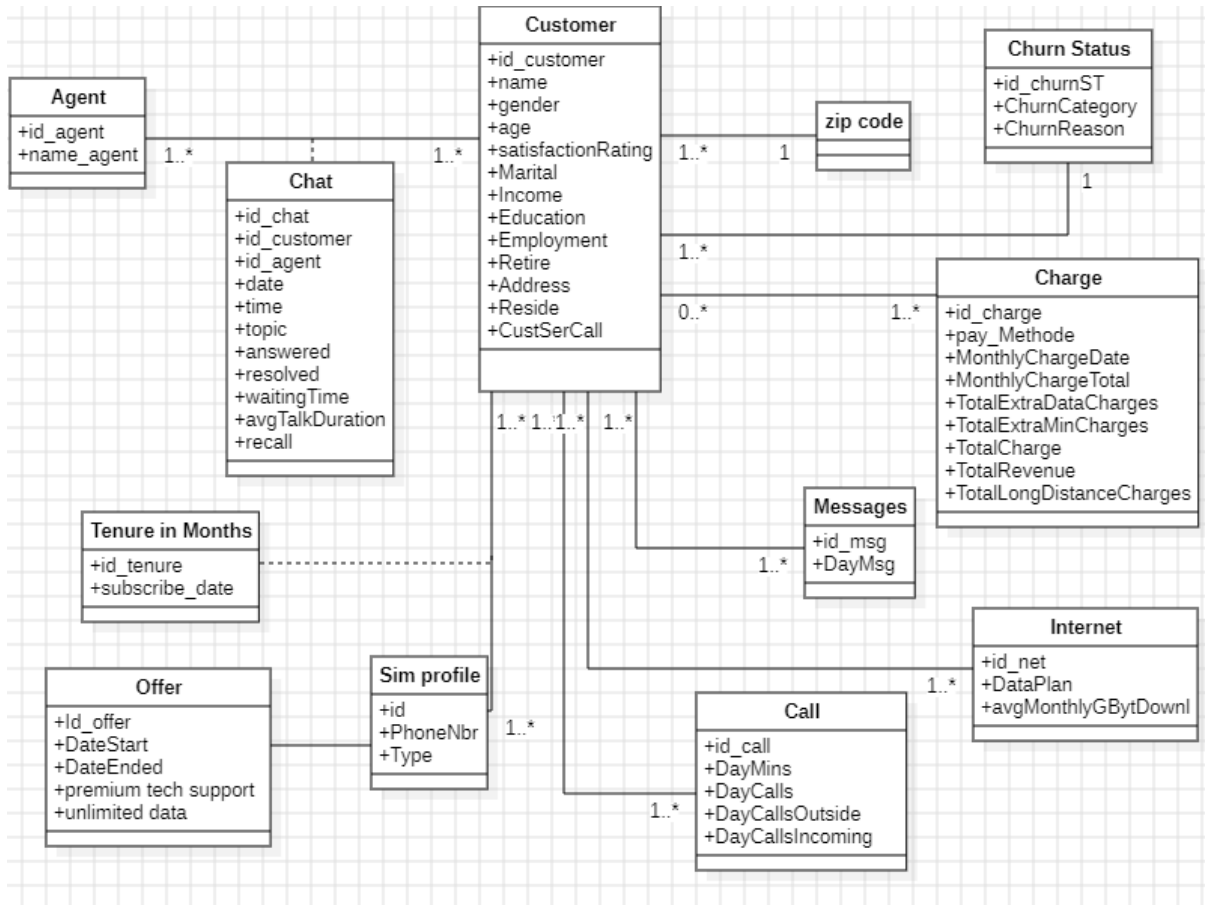 Customer
+id_customer
+name
+gender
+age
+satisfactionRating
+Marital
+Income
+Education
+Employment
+Retire
+Address
+Reside
+CustSerCall
Churn Status
+id_churnST
+ChurnCategory
+ChurnReason
1
Agent
+id_agent
+name_agent
1..*
1..*
zip code
1..*
1
Chat
+id_chat
+id_customer
+id_agent
+date
+time
+topic
+answered
+resolved
+waitingTime
+avgTalkDuration
+recall
1..*
Charge
+id_charge
+pay_Methode
+MonthlyChargeDate
+MonthlyChargeTotal
+TotalExtraDataCharges
+TotalExtraMinCharges
+TotalCharge
+TotalRevenue
+TotalLongDistanceCharges
0..*
1..*
1..*
1..
1..*
1..*
Messages
+id_msg
+DayMsg
1..*
Tenure in Months
+id_tenure
+subscribe_date
Internet
+id_net
+DataPlan
+avgMonthlyGBytDownl
1..*
Offer
+Id_offer
+DateStart
+DateEnded
+premium tech support
+unlimited data
Sim profile
+id
+PhoneNbr
+Type
1..*
Call
+id_call
+DayMins
+DayCalls
+DayCallsOutside
+DayCallsIncoming
1..*